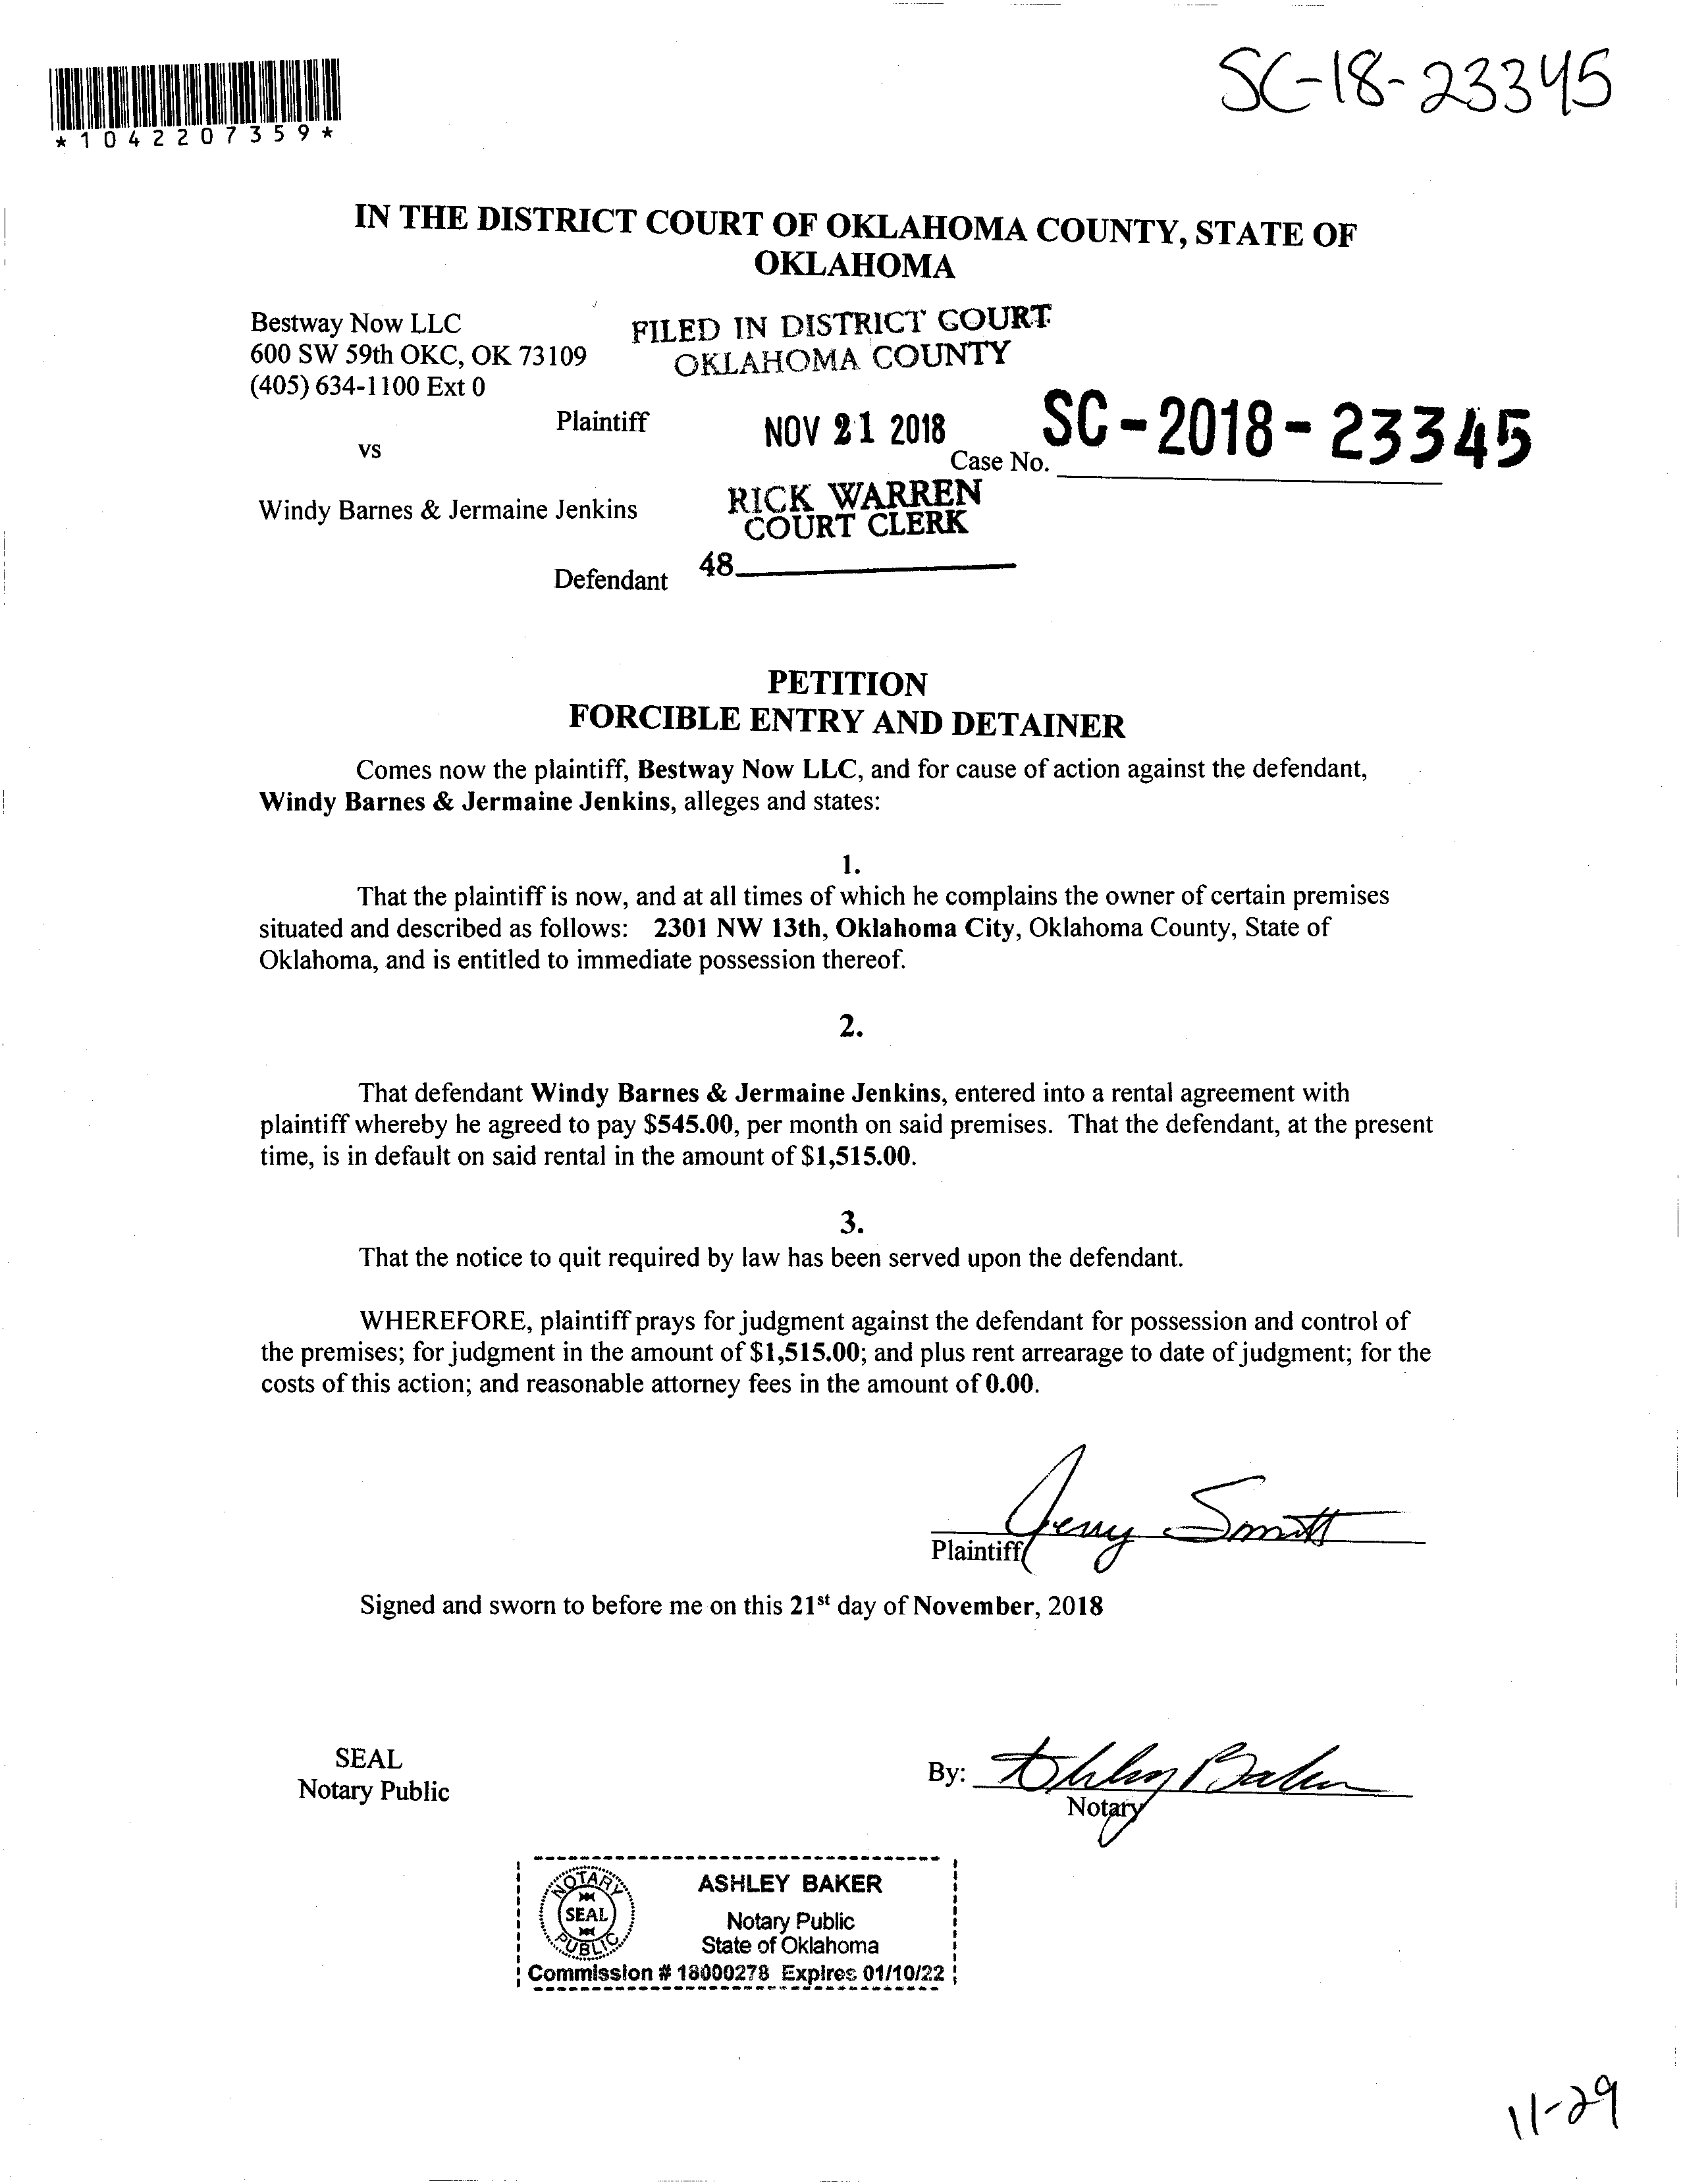 SC-18-23345
*1042207359*
IN THE DISTRICT COURT OF OKLAHOMA COUNTY, STATE OF
OKLAHOMA
Bestway Now LLC
600 SW 59th OKC, OK 73109
(405) 634-1100 Ext 0
FILED IN DISTRICT COURT
OKLAHOMA COUNTY
Plaintiff
NOV 21 2018
SC-2018-23345
vs
Case No.
Windy Barnes & Jermaine Jenkins
RICK WARREN
COURT CLERK
Defendant
48
PETITION
FORCIBLE ENTRY AND DETAINER
Comes now the plaintiff, Bestway Now LLC, and for cause of action against the defendant,
Windy Barnes & Jermaine Jenkins, alleges and states:
1.
That the plaintiff is now, and at all times of which he complains the owner of certain premises
situated and described as follows: 2301 NW 13th, Oklahoma City, Oklahoma County, State of
Oklahoma, and is entitled to immediate possession thereof.
2.
That defendant Windy Barnes & Jermaine Jenkins, entered into a rental agreement with
plaintiff whereby he agreed to pay $545.00, per month on said premises. That the defendant, at the present
time, is in default on said rental in the amount of $1,515.00.
3.
That the notice to quit required by law has been served upon the defendant.
WHEREFORE, plaintiff prays for judgment against the defendant for possession and control of
the premises; for judgment in the amount of $1,515.00; and plus rent arrearage to date of judgment; for the
costs of this action; and reasonable attorney fees in the amount of 0.00.
Jerry Smith
Plaintiff
Signed and sworn to before me on this 21st day of November, 2018
SEAL
Notary Public
By: Ashley Baker
Notary
NOTARY
SEAL
PUBLIC
ASHLEY BAKER
Notary Public
State of Oklahoma
Commission # 18000278 Expires 01/10/22
11-29